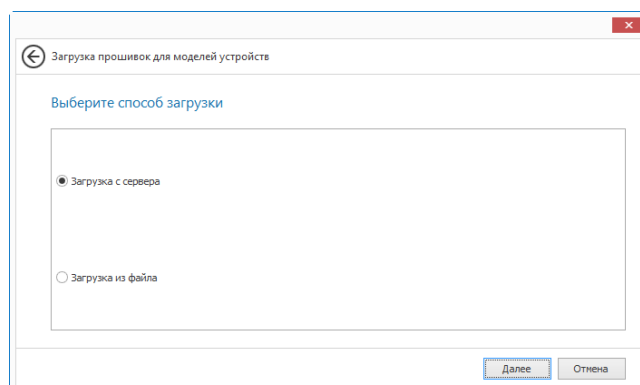 Загрузка прошивок для моделей устройств
Выберите способ загрузки
Загрузка с сервера
Загрузка из файла
Далее
Отмена